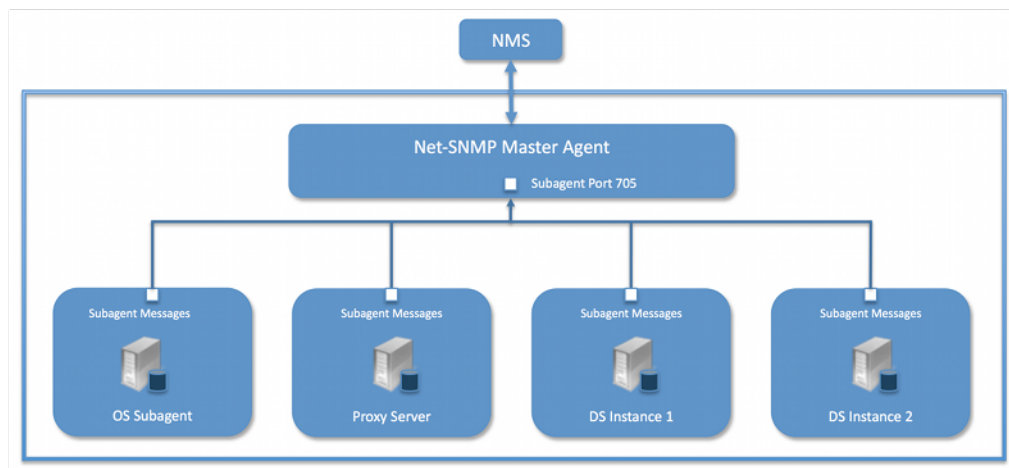 NMS
Net-SNMP Master Agent
Subagent Port 705
Subagent Messages
Subagent Messages
Subagent Messages
Subagent Messages
OS Subagent
Proxy Server
DS Instance 1
DS Instance 2